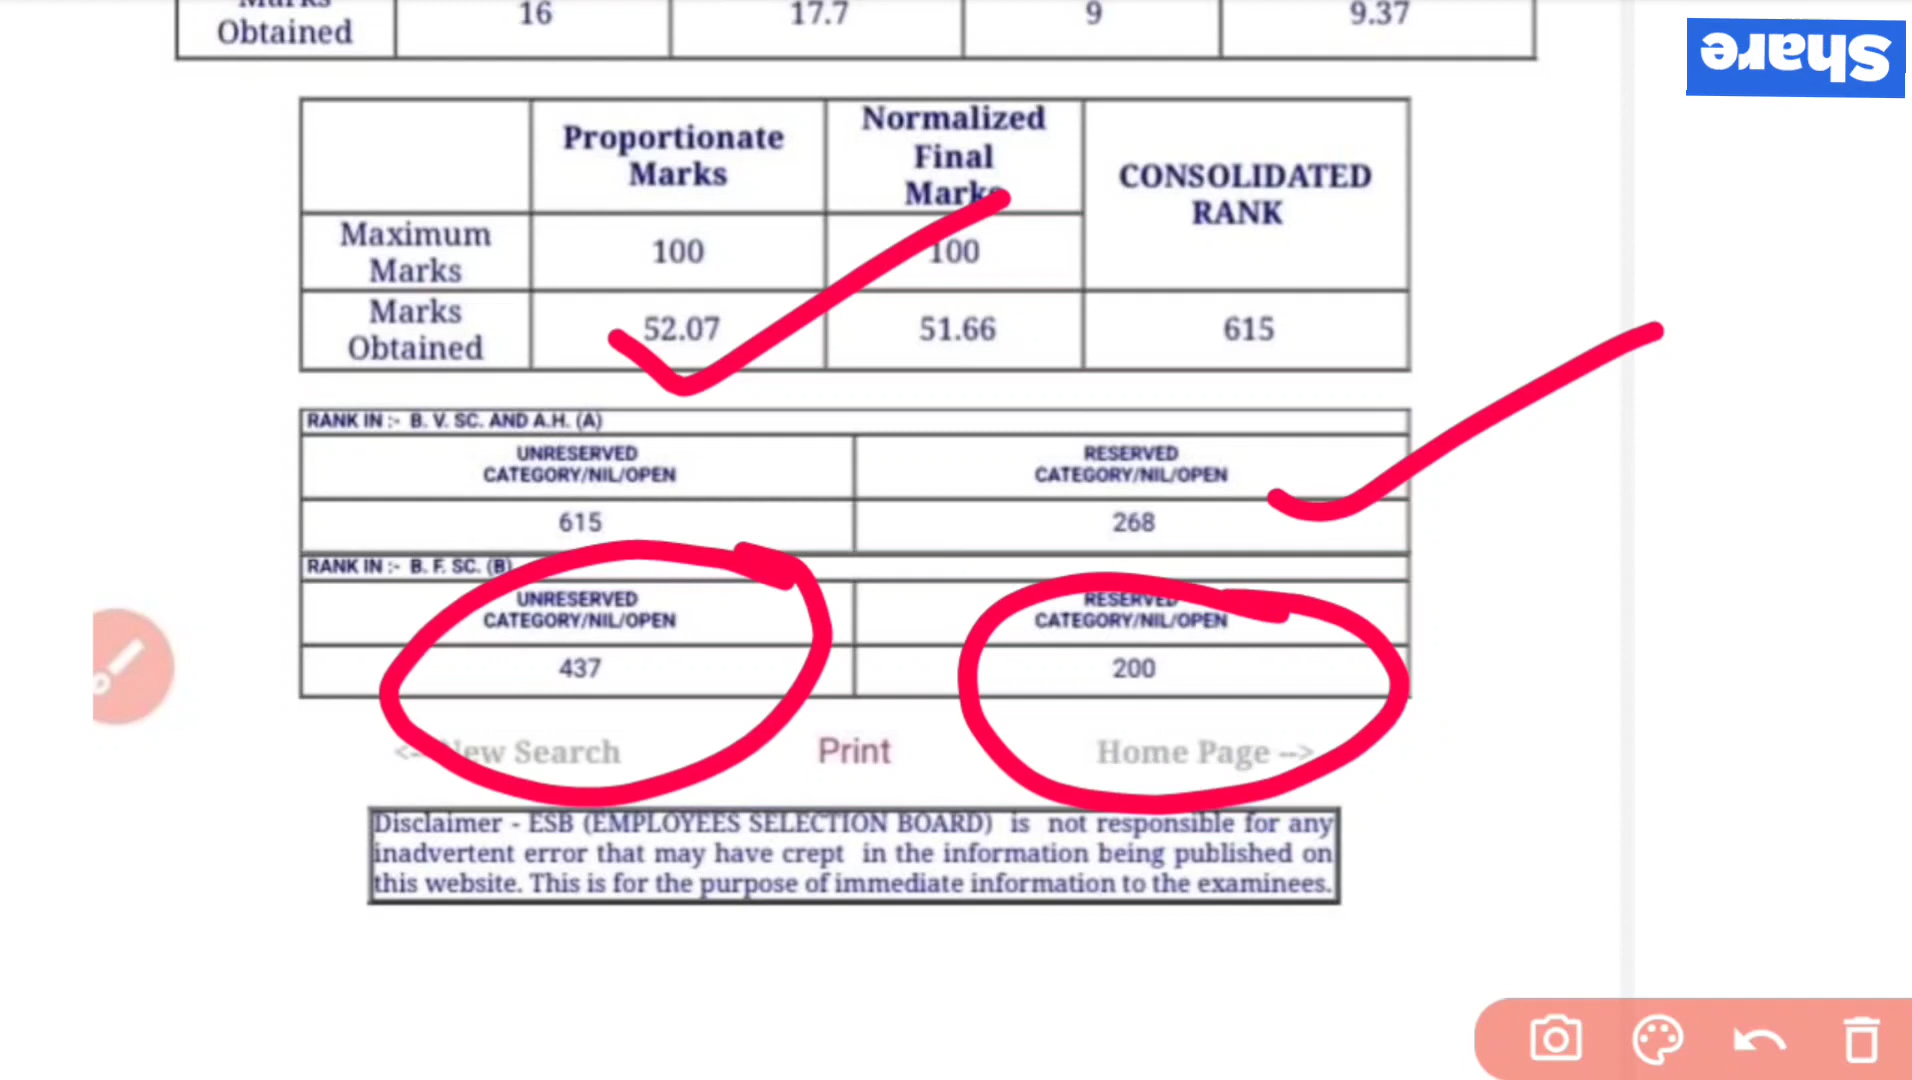 Marks
Obtained
16
17.7
9
9.37
Share
Proportionate
Marks
Normalized
Final
Marks
CONSOLIDATED
RANK
Maximum
Marks
100
100
Marks
Obtained
52.07
51.66
615
RANK IN :- B. V. SC. AND A.H. (A)
UNRESERVED
CATEGORY/NIL/OPEN
RESERVED
CATEGORY/NIL/OPEN
615
268
RANK IN :- B. F. SC. (B)
UNRESERVED
CATEGORY/NIL/OPEN
RESERVED
CATEGORY/NIL/OPEN
437
200
<-- New Search
Print
Home Page -->
Disclaimer - ESB (EMPLOYEES SELECTION BOARD) is not responsible for any
inadvertent error that may have crept in the information being published on
this website. This is for the purpose of immediate information to the examinees.